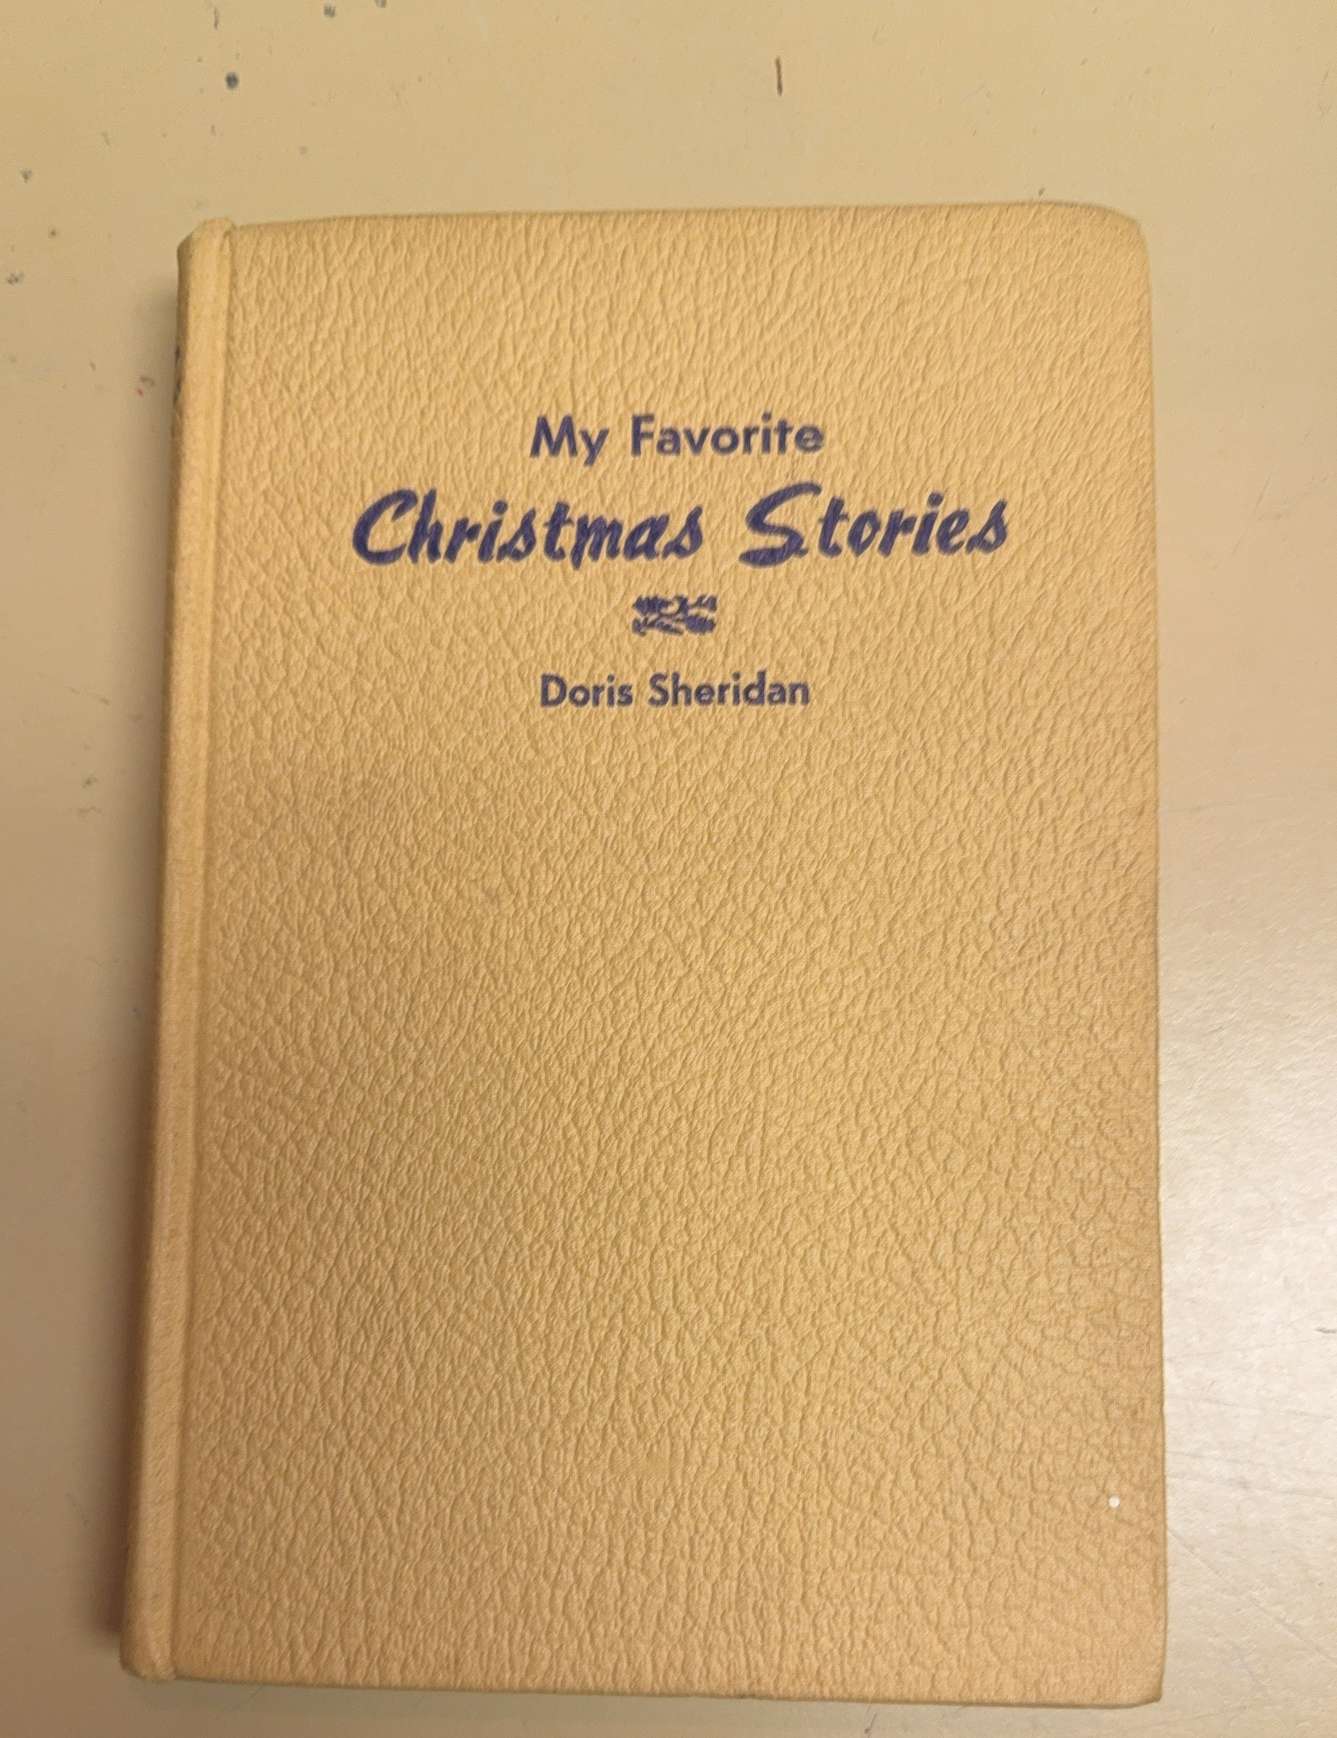 My Favorite
Christmas Stories
Doris Sheridan